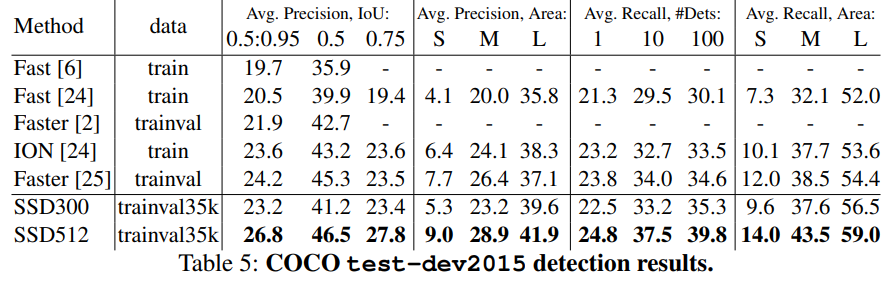 Method data Avg. Precision, IoU: Avg. Precision, Area: Avg. Recall, #Dets: Avg. Recall, Area:
0.5:0.95 0.5 0.75 S M L 1 10 100 S M L
Fast [6] train 19.7 35.9 - - - - - - - - - -
Fast [24] train 20.5 39.9 19.4 4.1 20.0 35.8 21.3 29.5 30.1 7.3 32.1 52.0
Faster [2] trainval 21.9 42.7 - - - - - - - - - -
ION [24] train 23.6 43.2 23.6 6.4 24.1 38.3 23.2 32.7 33.5 10.1 37.7 53.6
Faster [25] trainval 24.2 45.3 23.5 7.7 26.4 37.1 23.8 34.0 34.6 12.0 38.5 54.4
SSD300 trainval35k 23.2 41.2 23.4 5.3 23.2 39.6 22.5 33.2 35.3 9.6 37.6 56.5
SSD512 trainval35k 26.8 46.5 27.8 9.0 28.9 41.9 24.8 37.5 39.8 14.0 43.5 59.0
Table 5: COCO test-dev2015 detection results.